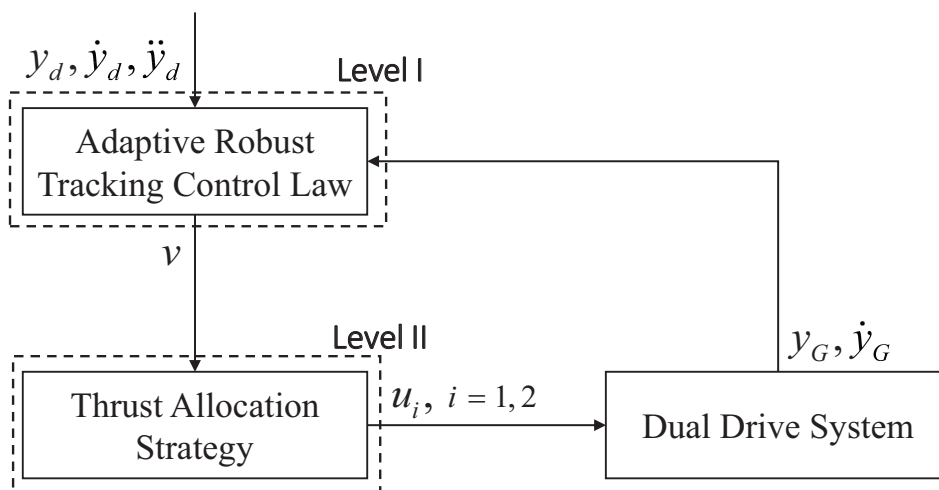 y_d, ẏ_d, ÿ_d
Level I
Adaptive Robust
Tracking Control Law
v
Level II
y_G, ẏ_G
Thrust Allocation
Strategy
u_i, i = 1, 2
Dual Drive System